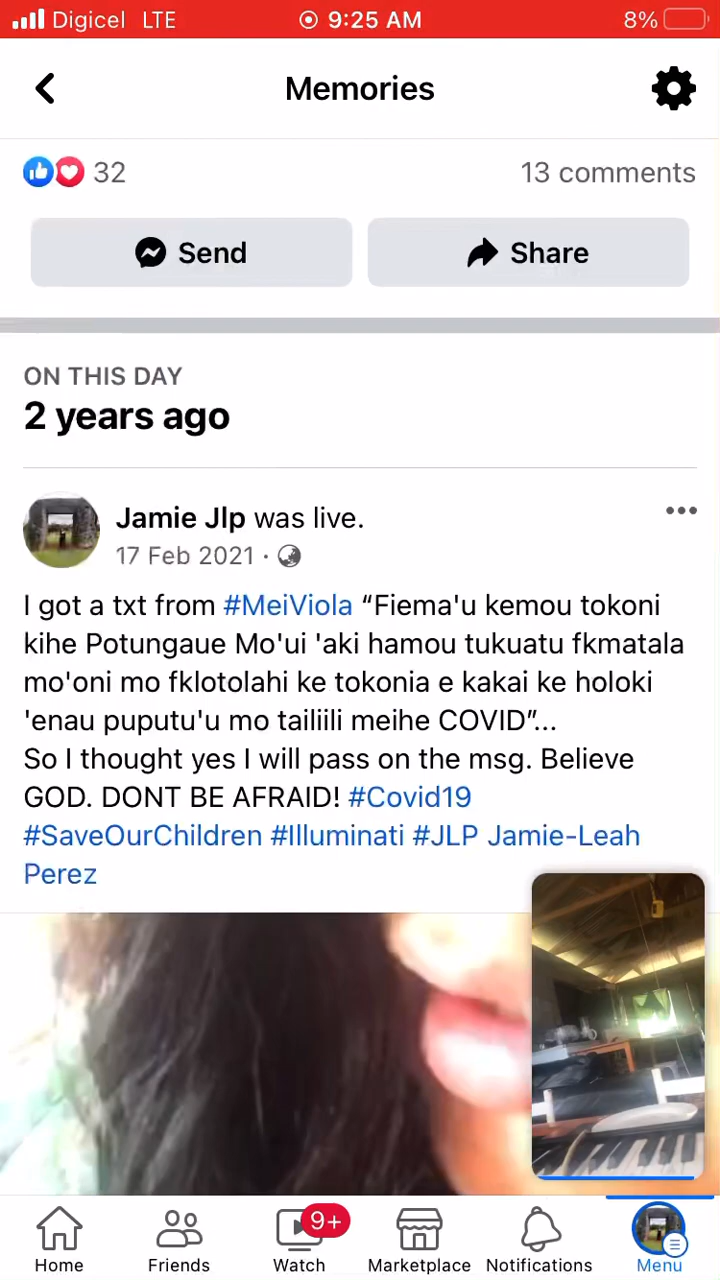 Digicel LTE 9:25 AM 8%
Memories
32 13 comments
Send Share
ON THIS DAY
2 years ago
Jamie Jlp was live.
17 Feb 2021 ·
I got a txt from #MeiViola “Fiema'u kemou tokoni
kihe Potungaue Mo'ui 'aki hamou tukuatu fkmatala
mo'oni mo fklotolahi ke tokonia e kakai ke holoki
'enau puputu'u mo tailiili meihe COVID”...
So I thought yes I will pass on the msg. Believe
GOD. DONT BE AFRAID! #Covid19
#SaveOurChildren #Illuminati #JLP Jamie-Leah
Perez
9+
Home Friends Watch Marketplace Notifications Menu